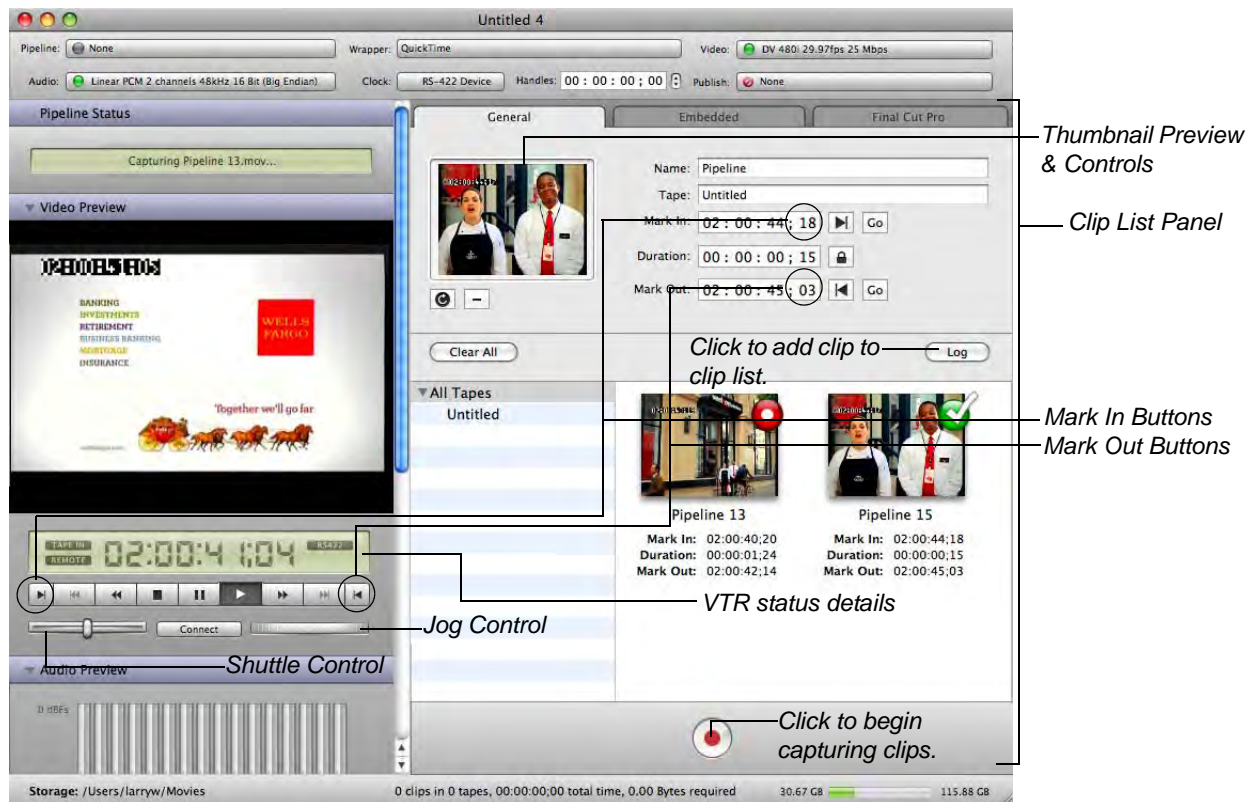 Untitled 4
Pipeline: None Wrapper: QuickTime Video: DV 480i 29.97fps 25 Mbps
Audio: Linear PCM 2 channels 48kHz 16 Bit (Big Endian) Clock: RS-422 Device Handles: 00 : 00 : 00 ; 00 Publish: None
Pipeline Status
Capturing Pipeline 13.mov...
Video Preview
BANKING
INVESTMENTS
RETIREMENT
BUSINESS BANKING
MORTGAGE
INSURANCE
WELLS
FARGO
Together we'll go far
TAPE IN
REMOTE
02:00:41;04
RS422
Connect
Jog Control
Shuttle Control
Audio Preview
0 dBFs
General Embedded Final Cut Pro
Name: Pipeline
Tape: Untitled
Mark In: 02 : 00 : 44 ; 18 Go
Duration: 00 : 00 : 00 ; 15
Mark Out: 02 : 00 : 45 ; 03 Go
Thumbnail Preview
& Controls
Clip List Panel
Clear All
Click to add clip to
clip list.
Log
All Tapes
Untitled
Mark In Buttons
Mark Out Buttons
Pipeline 13
Mark In: 02:00:40;20
Duration: 00:00:01;24
Mark Out: 02:00:42;14
Pipeline 15
Mark In: 02:00:44;18
Duration: 00:00:00;15
Mark Out: 02:00:45;03
VTR status details
Click to begin
capturing clips.
Storage: /Users/larryw/Movies 0 clips in 0 tapes, 00:00:00;00 total time, 0.00 Bytes required 30.67 GB 115.88 GB